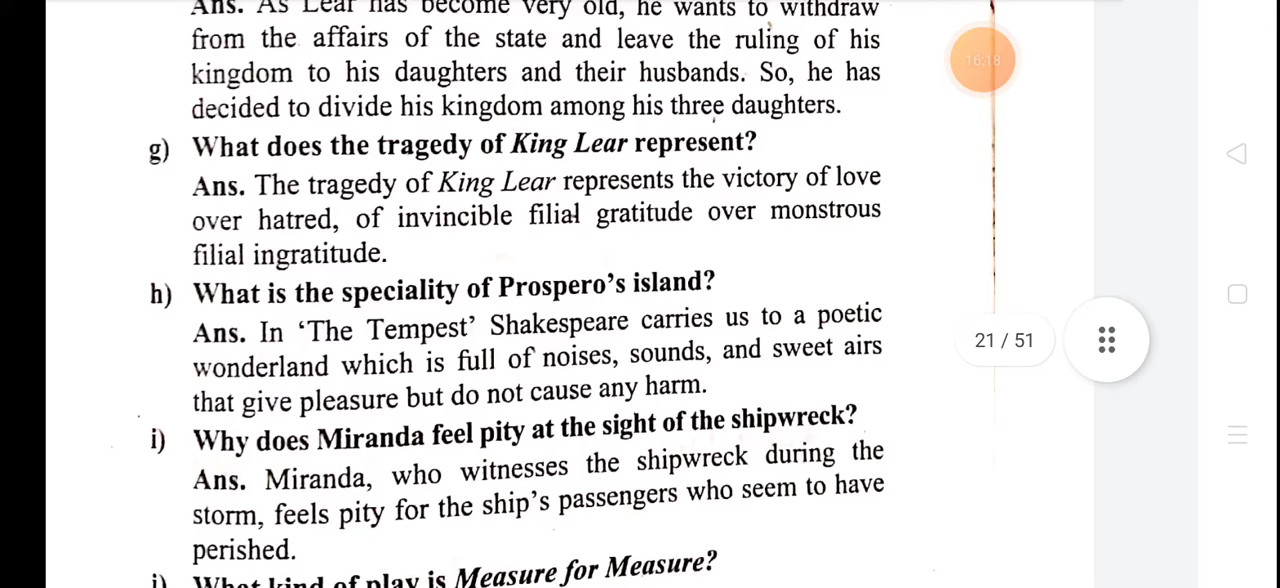 Ans. As Lear has become very old, he wants to withdraw
from the affairs of the state and leave the ruling of his
kingdom to his daughters and their husbands. So, he has
decided to divide his kingdom among his three daughters.
g) What does the tragedy of King Lear represent?
Ans. The tragedy of King Lear represents the victory of love
over hatred, of invincible filial gratitude over monstrous
filial ingratitude.
h) What is the speciality of Prospero's island?
Ans. In 'The Tempest' Shakespeare carries us to a poetic
wonderland which is full of noises, sounds, and sweet airs
that give pleasure but do not cause any harm.
i) Why does Miranda feel pity at the sight of the shipwreck?
Ans. Miranda, who witnesses the shipwreck during the
storm, feels pity for the ship's passengers who seem to have
perished.
j) What kind of play is Measure for Measure?
16:18
21 / 51